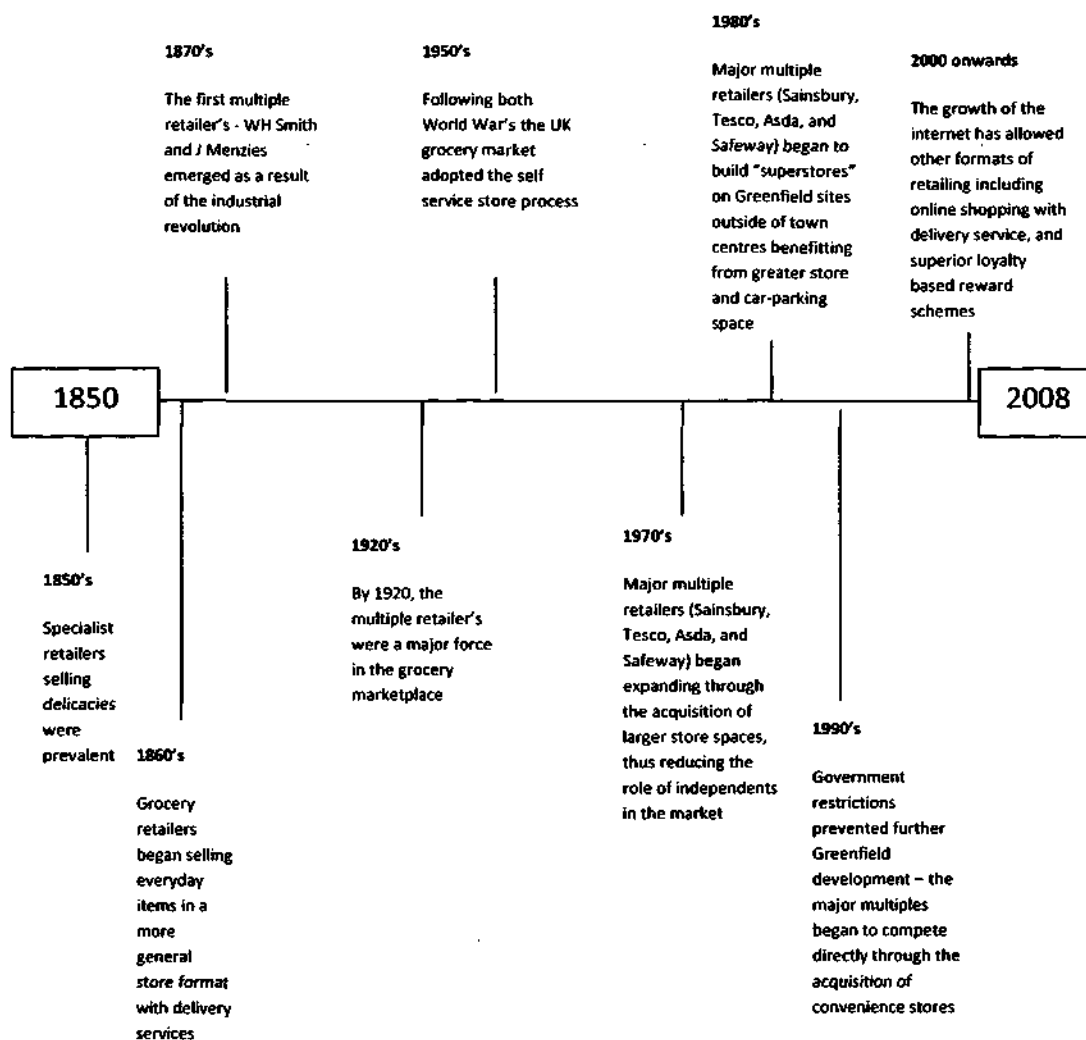 1870's
The first multiple
retailer's - WH Smith
and J Menzies
emerged as a result
of the industrial
revolution
1950's
Following both
World War's the UK
grocery market
adopted the self
service store process
1980's
Major multiple
retailers (Sainsbury,
Tesco, Asda, and
Safeway) began to
build "superstores"
on Greenfield sites
outside of town
centres benefitting
from greater store
and car-parking
space
2000 onwards
The growth of the
internet has allowed
other formats of
retailing including
online shopping with
delivery service, and
superior loyalty
based reward
schemes
1850
2008
1850's
Specialist
retailers
selling
delicacies
were
prevalent
1860's
Grocery
retailers
began selling
everyday
items in a
more
general
store format
with delivery
services
1920's
By 1920, the
multiple retailer's
were a major force
in the grocery
marketplace
1970's
Major multiple
retailers (Sainsbury,
Tesco, Asda, and
Safeway) began
expanding through
the acquisition of
larger store spaces,
thus reducing the
role of independents
in the market
1990's
Government
restrictions
prevented further
Greenfield
development – the
major multiples
began to compete
directly through the
acquisition of
convenience stores